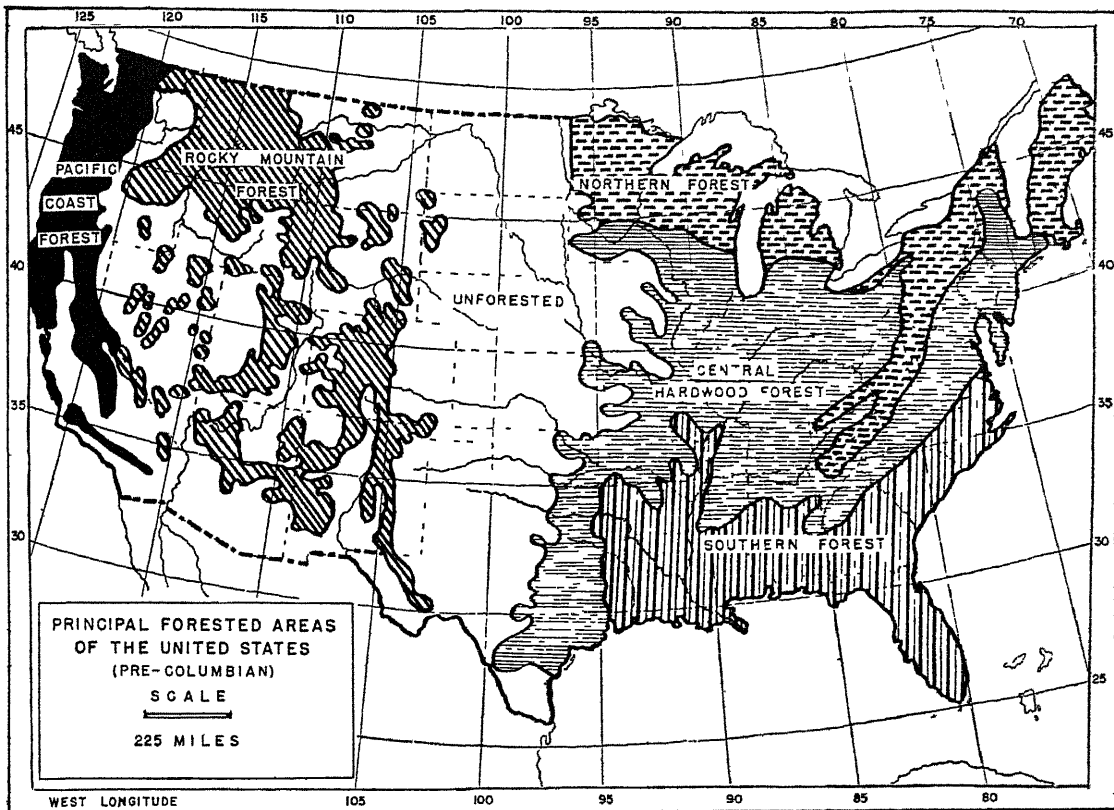 125 120 115 110 105 100 95 90 85 80 75 70
45
45
PACIFIC
COAST
FOREST
ROCKY MOUNTAIN
FOREST
NORTHERN FOREST
40
40
UNFORESTED
CENTRAL
HARDWOOD FOREST
35
35
30
30
SOUTHERN FOREST
25
PRINCIPAL FORESTED AREAS
OF THE UNITED STATES
(PRE-COLUMBIAN)
SCALE
225 MILES
WEST LONGITUDE
105 100 95 90 85 80